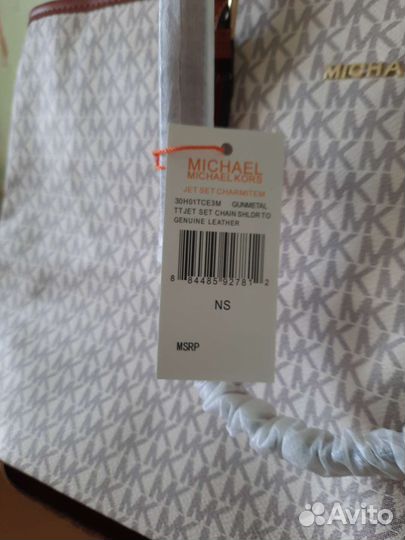 MICHA
MICHAEL
MICHAEL KORS
JET SET CHARMITEM
30H01TCE3M GUNMETAL
TTJET SET CHAIN SHLDR TO
GENUINE LEATHER
8 84485 92781 2
NS
MSRP
Avito